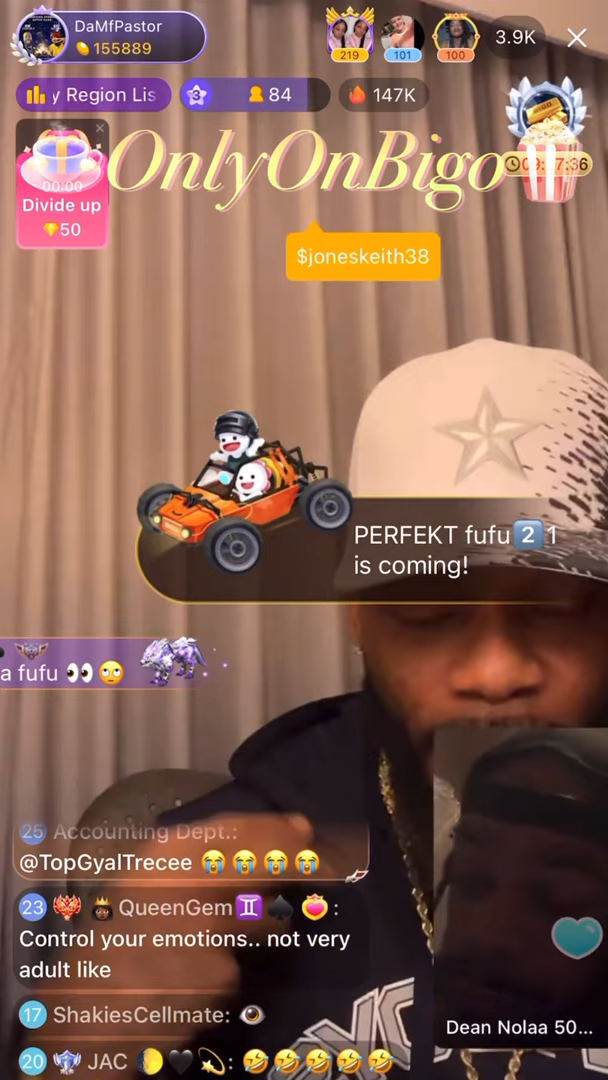 DaMfPastor
155889
219
101
100
3.9K
y Region Lis
3
84
147K
OnlyOnBigo
00:00
Divide up
50
$joneskeith38
PERFEKT fufu 2 1
is coming!
a fufu 👀🙄
25 Accounting Dept.:
@TopGyalTrecee 😭😭😭😭
23 QueenGem♊♠️:
Control your emotions.. not very
adult like
17 ShakiesCellmate: 👁️
20 JAC 🌓🖤💫: 🤣🤣🤣🤣🤣
Dean Nolaa 50...